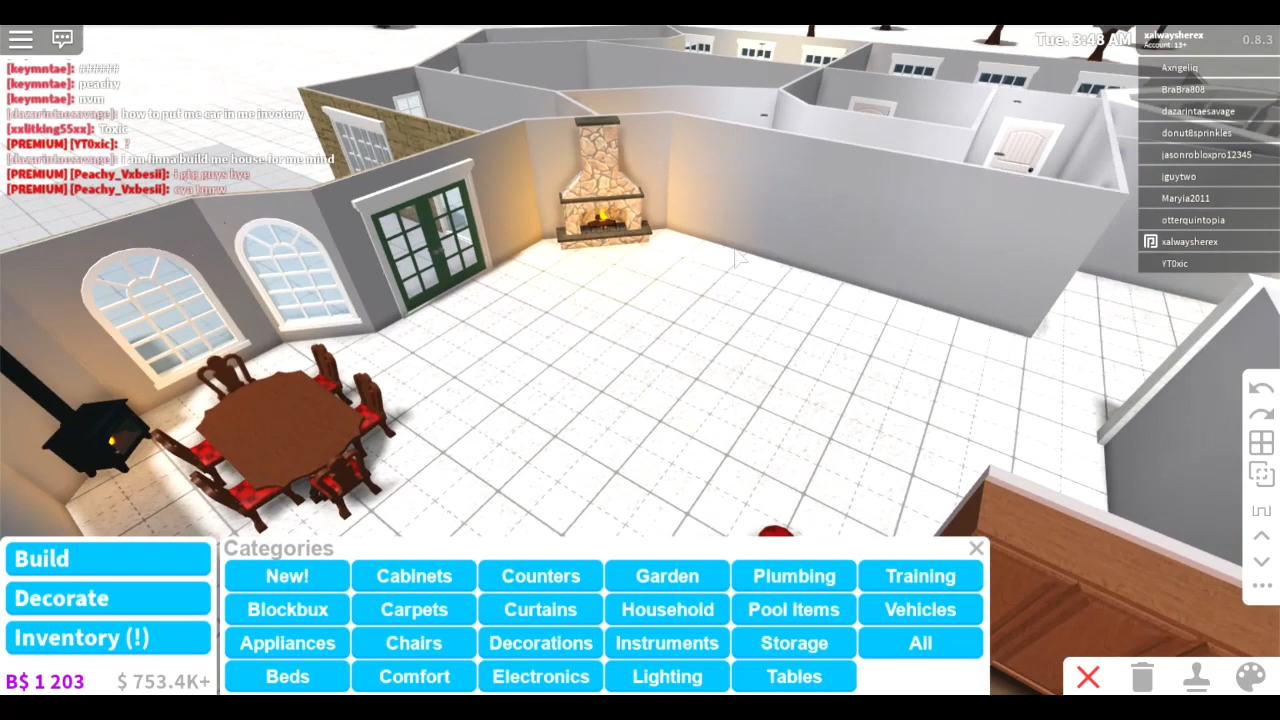 Tue. 3:48 AM
xalwaysherex
Account: 13+
0.8.3
Axngeliq
BraBra808
dazarintaesavage
donut8sprinkles
jasonrobloxpro12345
jguytwo
Maryia2011
otterquintopia
xalwaysherex
YT0xic
[keymntae]: ######
[keymntae]: peachy
[keymntae]: nvm
[dazarintaesavage]: how to put me car in me invotory
[xxlitking55xx]: Toxic
[PREMIUM] [YT0xic]: ?
[dazarintaesavage]: i am finna build me house for me mind
[PREMIUM] [Peachy_Vxbesii]: i gtg guys bye
[PREMIUM] [Peachy_Vxbesii]: cya tmrw
Build
Decorate
Inventory (!)
B$ 1 203 $ 753.4K+
Categories
New! Cabinets Counters Garden Plumbing Training
Blockbux Carpets Curtains Household Pool Items Vehicles
Appliances Chairs Decorations Instruments Storage All
Beds Comfort Electronics Lighting Tables